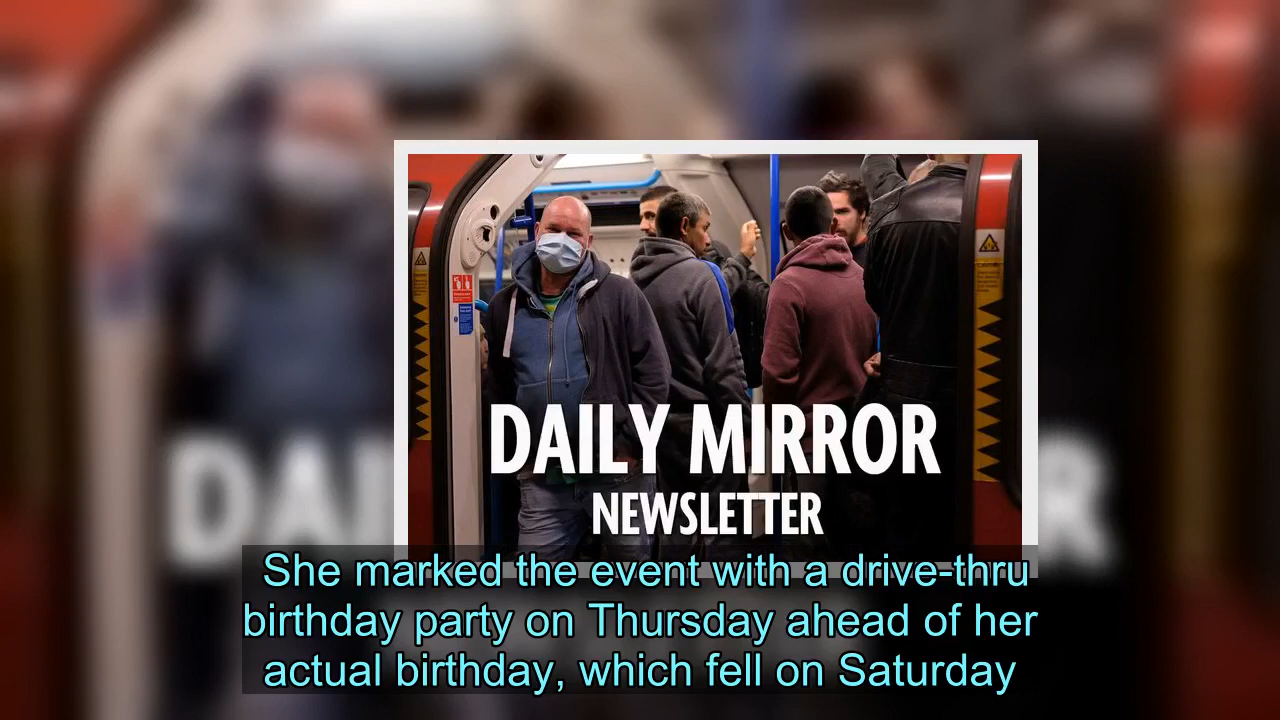 DAILY MIRROR
NEWSLETTER
She marked the event with a drive-thru
birthday party on Thursday ahead of her
actual birthday, which fell on Saturday